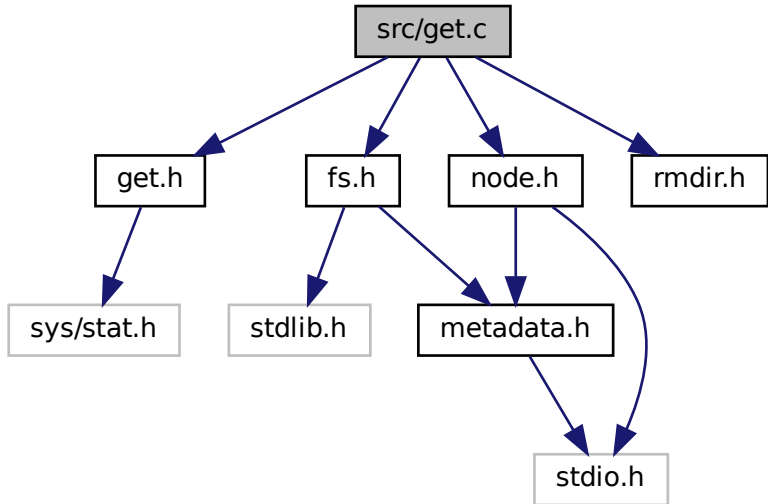 src/get.c
get.h
fs.h
node.h
rmdir.h
sys/stat.h
stdlib.h
metadata.h
stdio.h